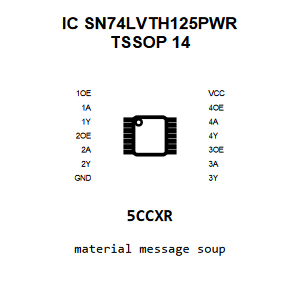 IC SN74LVTH125PWR
TSSOP 14
1OE VCC
1A 4OE
1Y 4A
2OE 4Y
2A 3OE
2Y 3A
GND 3Y
5CCXR
material message soup